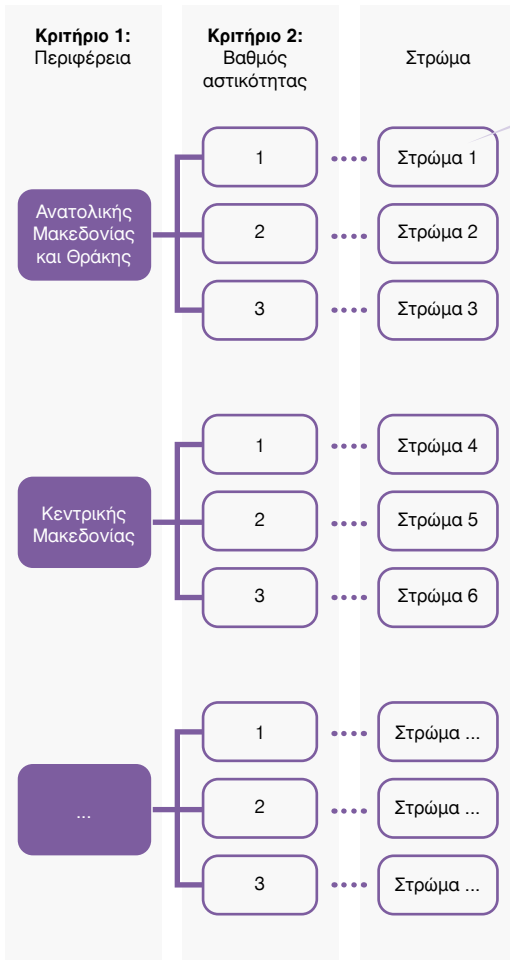 Κριτήριο 1:
Περιφέρεια
Κριτήριο 2:
Βαθμός
αστικότητας
Στρώμα
Ανατολικής
Μακεδονίας
και Θράκης
1
Στρώμα 1
2
Στρώμα 2
3
Στρώμα 3
Κεντρικής
Μακεδονίας
1
Στρώμα 4
2
Στρώμα 5
3
Στρώμα 6
...
1
Στρώμα ...
2
Στρώμα ...
3
Στρώμα ...